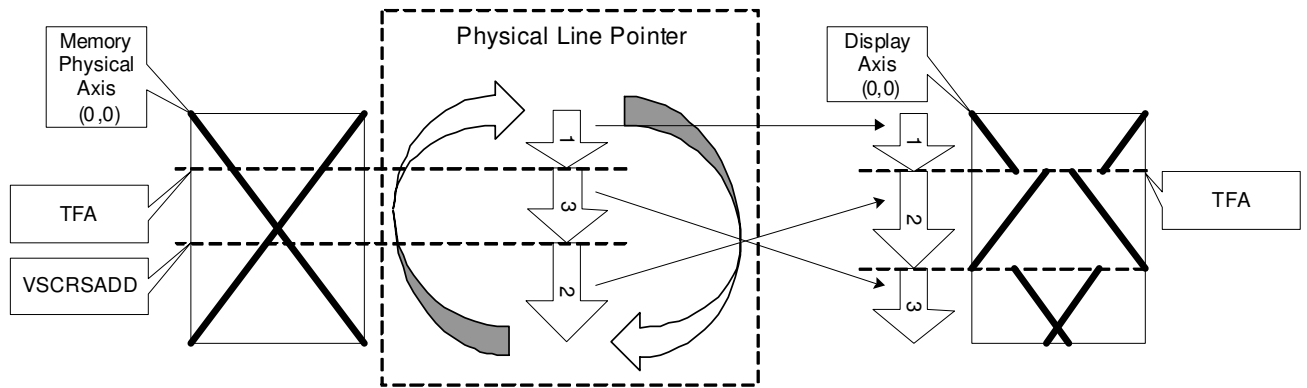 Memory
Physical
Axis
(0,0)
TFA
VSCRSADD
Physical Line Pointer
1
3
2
Display
Axis
(0,0)
1
2
3
TFA